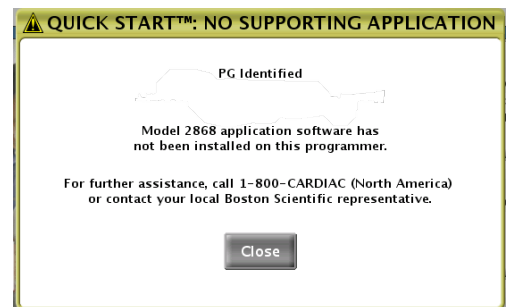 QUICK START™: NO SUPPORTING APPLICATION
PG Identified
Model 2868 application software has
not been installed on this programmer.
For further assistance, call 1-800-CARDIAC (North America)
or contact your local Boston Scientific representative.
Close